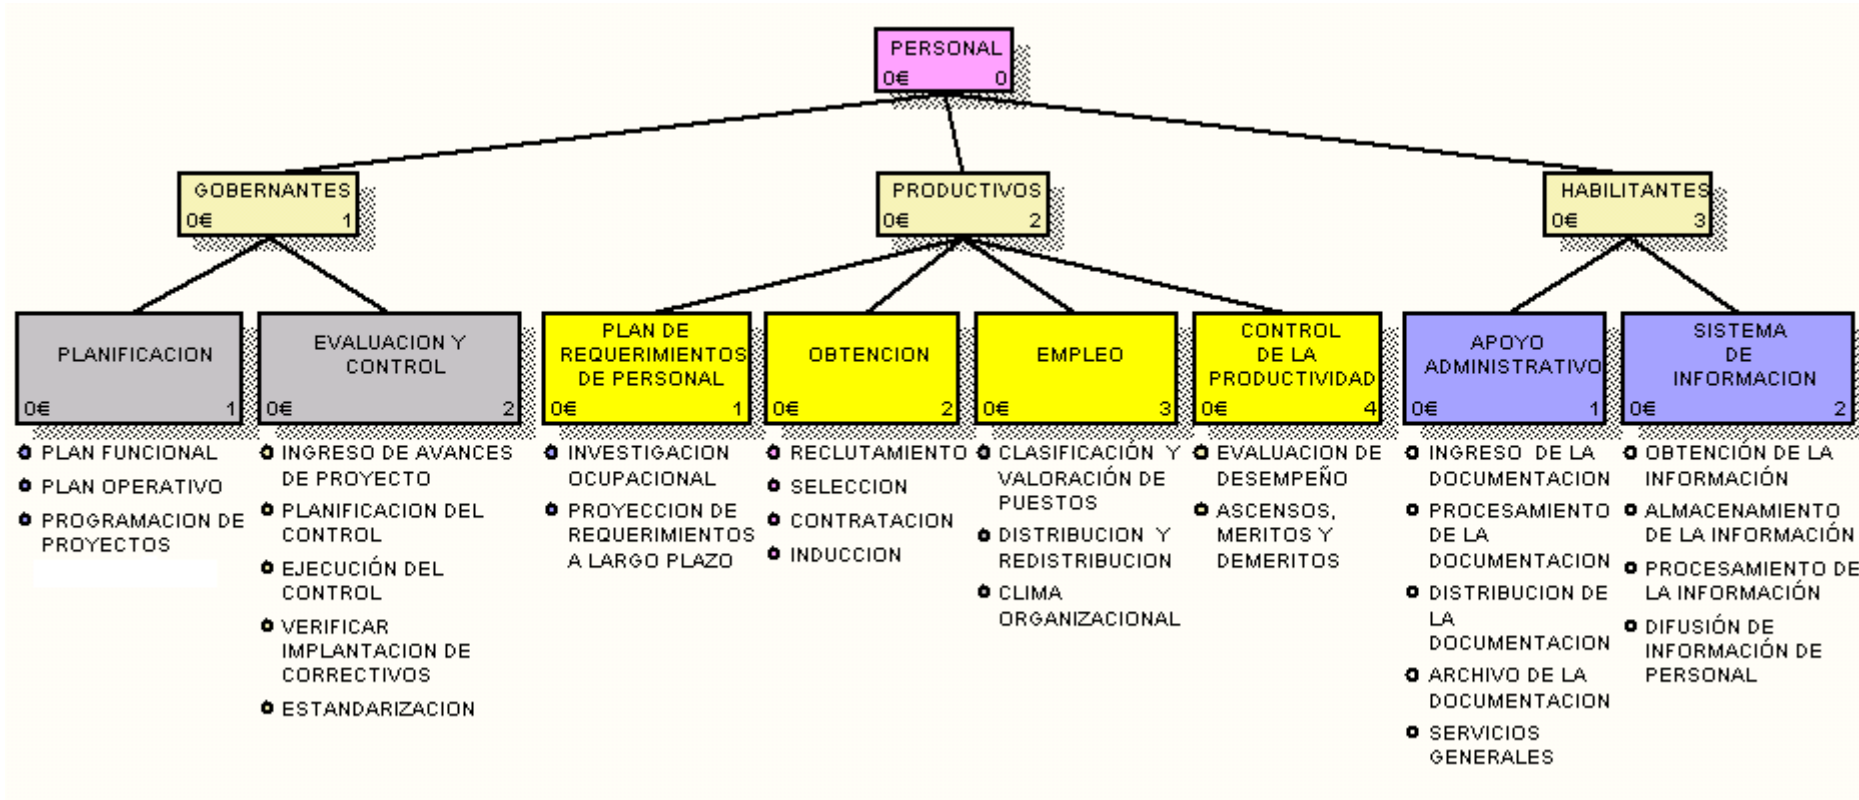 PERSONAL
0€ 0
GOBERNANTES
0€ 1
PRODUCTIVOS
0€ 2
HABILITANTES
0€ 3
PLANIFICACION
0€ 1
EVALUACION Y
CONTROL
0€ 2
PLAN DE
REQUERIMIENTOS
DE PERSONAL
0€ 1
OBTENCION
0€ 2
EMPLEO
0€ 3
CONTROL
DE LA
PRODUCTIVIDAD
0€ 4
APOYO
ADMINISTRATIVO
0€ 1
SISTEMA
DE
INFORMACION
0€ 2
PLAN FUNCIONAL
PLAN OPERATIVO
PROGRAMACION DE
PROYECTOS
INGRESO DE AVANCES
DE PROYECTO
PLANIFICACION DEL
CONTROL
EJECUCIÓN DEL
CONTROL
VERIFICAR
IMPLANTACION DE
CORRECTIVOS
ESTANDARIZACION
INVESTIGACION
OCUPACIONAL
PROYECCION DE
REQUERIMIENTOS
A LARGO PLAZO
RECLUTAMIENTO
SELECCION
CONTRATACION
INDUCCION
CLASIFICACIÓN Y
VALORACIÓN DE
PUESTOS
DISTRIBUCION Y
REDISTRIBUCION
CLIMA
ORGANIZACIONAL
EVALUACION DE
DESEMPEÑO
ASCENSOS,
MERITOS Y
DEMERITOS
INGRESO DE LA
DOCUMENTACION
PROCESAMIENTO
DE LA
DOCUMENTACION
DISTRIBUCION DE
LA
DOCUMENTACION
ARCHIVO DE LA
DOCUMENTACION
SERVICIOS
GENERALES
OBTENCIÓN DE LA
INFORMACIÓN
ALMACENAMIENTO
DE LA INFORMACIÓN
PROCESAMIENTO DE
LA INFORMACIÓN
DIFUSIÓN DE
INFORMACIÓN DE
PERSONAL